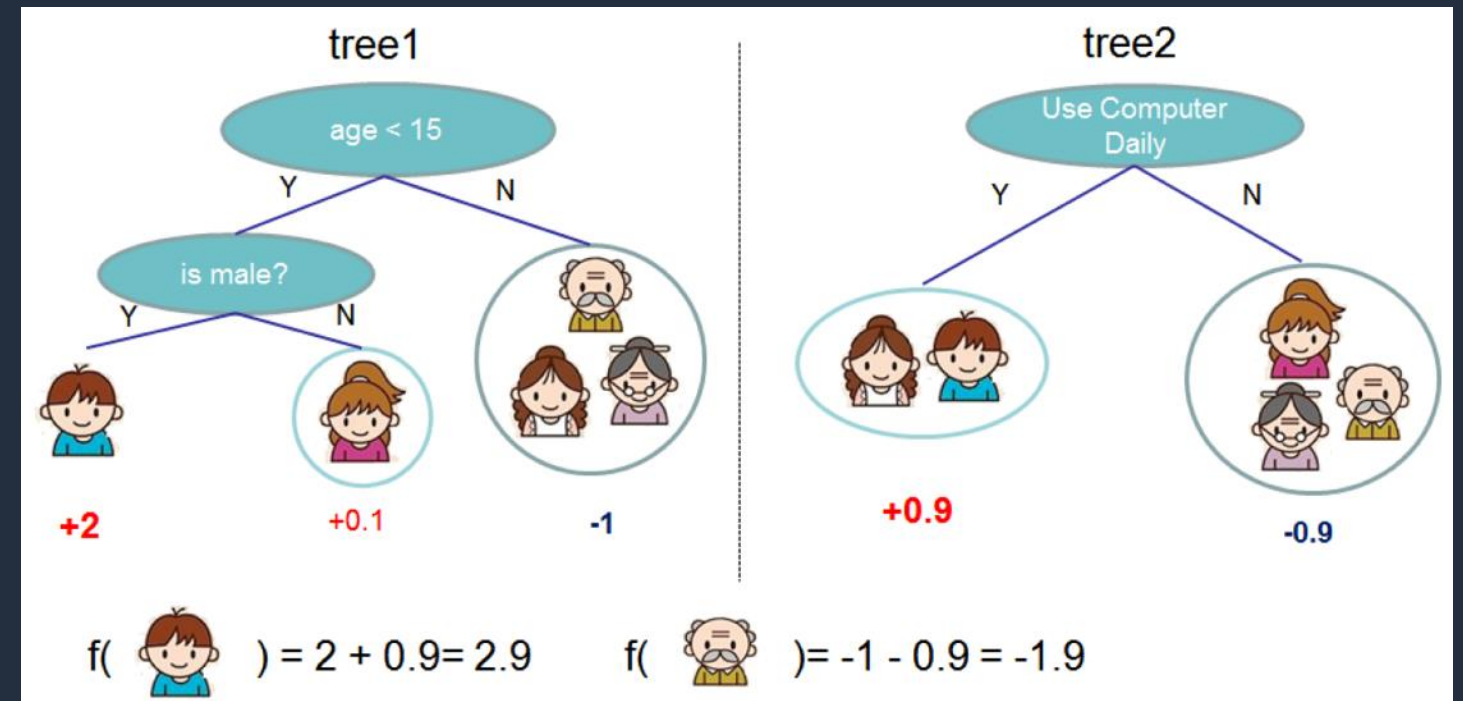 tree1
age < 15
Y
N
is male?
Y
N
+2
+0.1
-1
tree2
Use Computer
Daily
Y
N
+0.9
-0.9
f( ) = 2 + 0.9= 2.9
f( )= -1 - 0.9 = -1.9